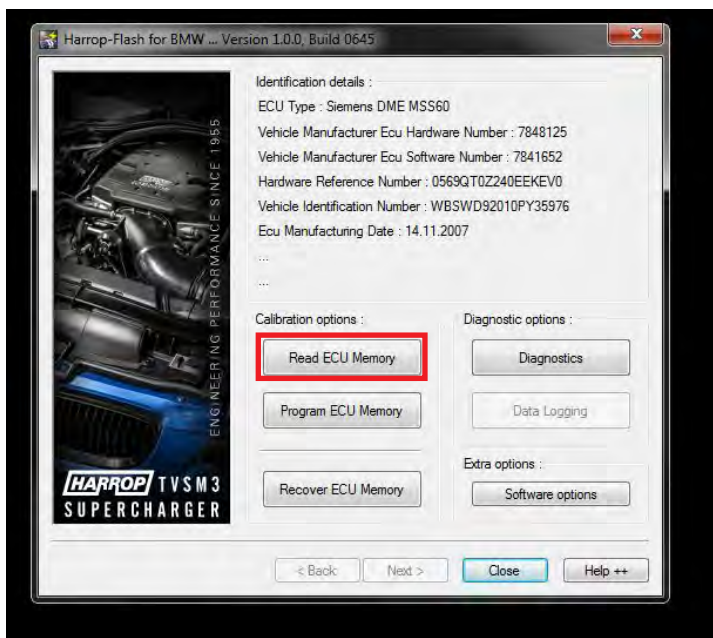 Harrop-Flash for BMW ... Version 1.0.0, Build 0645
Identification details :
ECU Type : Siemens DME MSS60
Vehicle Manufacturer Ecu Hardware Number : 7848125
Vehicle Manufacturer Ecu Software Number : 7841652
Hardware Reference Number : 0569QT0Z240EEKEV0
Vehicle Identification Number : WBSWD92010PY35976
Ecu Manufacturing Date : 14.11.2007
...
...
Calibration options :
Read ECU Memory
Program ECU Memory
Recover ECU Memory
Diagnostic options :
Diagnostics
Data Logging
Extra options :
Software options
ENGINEERING PERFORMANCE SINCE 1955
HARROP TVSM3
SUPERCHARGER
< Back
Next >
Close
Help ++